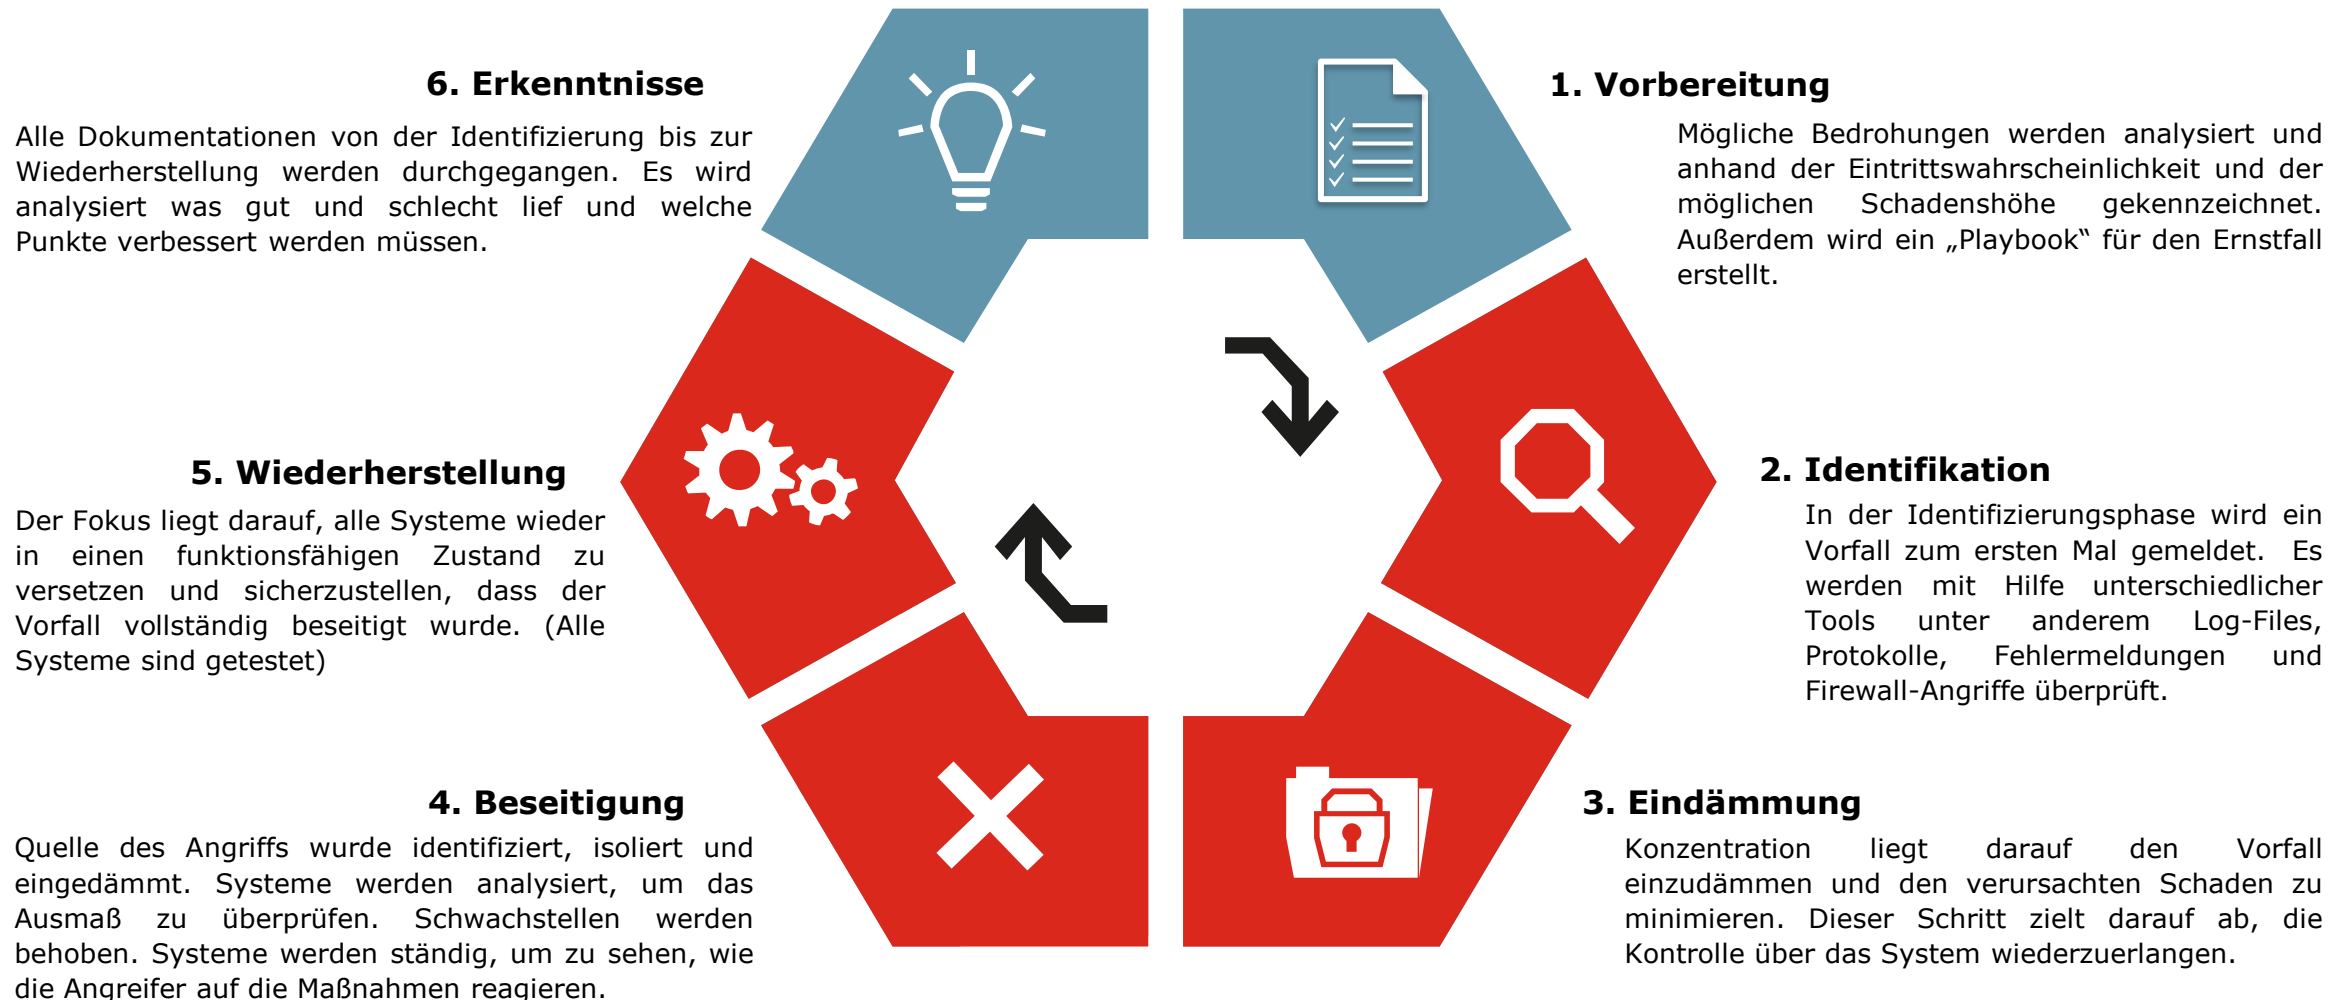 1. Vorbereitung
Mögliche Bedrohungen werden analysiert und
anhand der Eintrittswahrscheinlichkeit und der
möglichen Schadenshöhe gekennzeichnet.
Außerdem wird ein „Playbook“ für den Ernstfall
erstellt.
2. Identifikation
In der Identifizierungsphase wird ein
Vorfall zum ersten Mal gemeldet. Es
werden mit Hilfe unterschiedlicher
Tools unter anderem Log-Files,
Protokolle, Fehlermeldungen und
Firewall-Angriffe überprüft.
3. Eindämmung
Konzentration liegt darauf den Vorfall
einzudämmen und den verursachten Schaden zu
minimieren. Dieser Schritt zielt darauf ab, die
Kontrolle über das System wiederzuerlangen.
4. Beseitigung
Quelle des Angriffs wurde identifiziert, isoliert und
eingedämmt. Systeme werden analysiert, um das
Ausmaß zu überprüfen. Schwachstellen werden
behoben. Systeme werden ständig, um zu sehen, wie
die Angreifer auf die Maßnahmen reagieren.
5. Wiederherstellung
Der Fokus liegt darauf, alle Systeme wieder
in einen funktionsfähigen Zustand zu
versetzen und sicherzustellen, dass der
Vorfall vollständig beseitigt wurde. (Alle
Systeme sind getestet)
6. Erkenntnisse
Alle Dokumentationen von der Identifizierung bis zur
Wiederherstellung werden durchgegangen. Es wird
analysiert was gut und schlecht lief und welche
Punkte verbessert werden müssen.